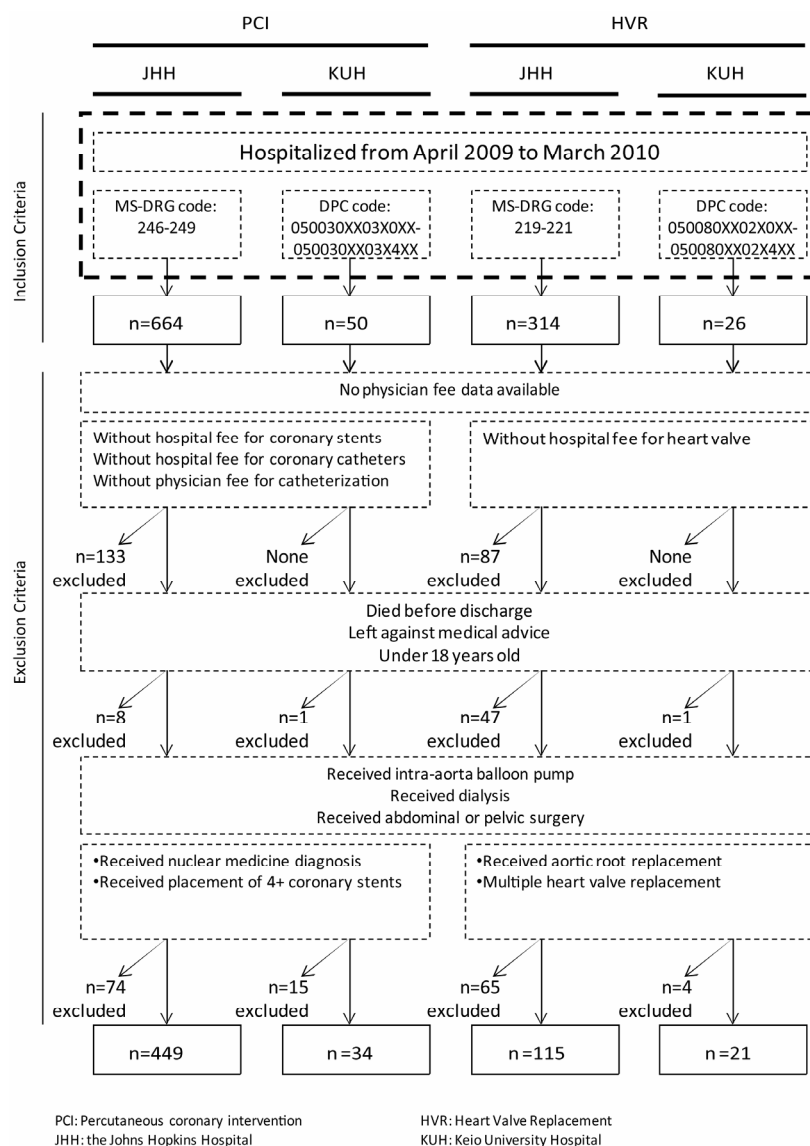 PCI HVR
JHH KUH JHH KUH
Inclusion Criteria
Hospitalized from April 2009 to March 2010
MS-DRG code: DPC code: MS-DRG code: DPC code:
246-249 050030XX03X0XX- 219-221 050080XX02X0XX-
050030XX03X4XX 050080XX02X4XX
n=664 n=50 n=314 n=26
Exclusion Criteria
No physician fee data available
Without hospital fee for coronary stents
Without hospital fee for coronary catheters
Without physician fee for catheterization
Without hospital fee for heart valve
n=133 None n=87 None
excluded excluded excluded excluded
Died before discharge
Left against medical advice
Under 18 years old
n=8 n=1 n=47 n=1
excluded excluded excluded excluded
Received intra-aorta balloon pump
Received dialysis
Received abdominal or pelvic surgery
•Received nuclear medicine diagnosis
•Received placement of 4+ coronary stents
•Received aortic root replacement
•Multiple heart valve replacement
n=74 n=15 n=65 n=4
excluded excluded excluded excluded
n=449 n=34 n=115 n=21
PCI: Percutaneous coronary intervention HVR: Heart Valve Replacement
JHH: the Johns Hopkins Hospital KUH: Keio University Hospital